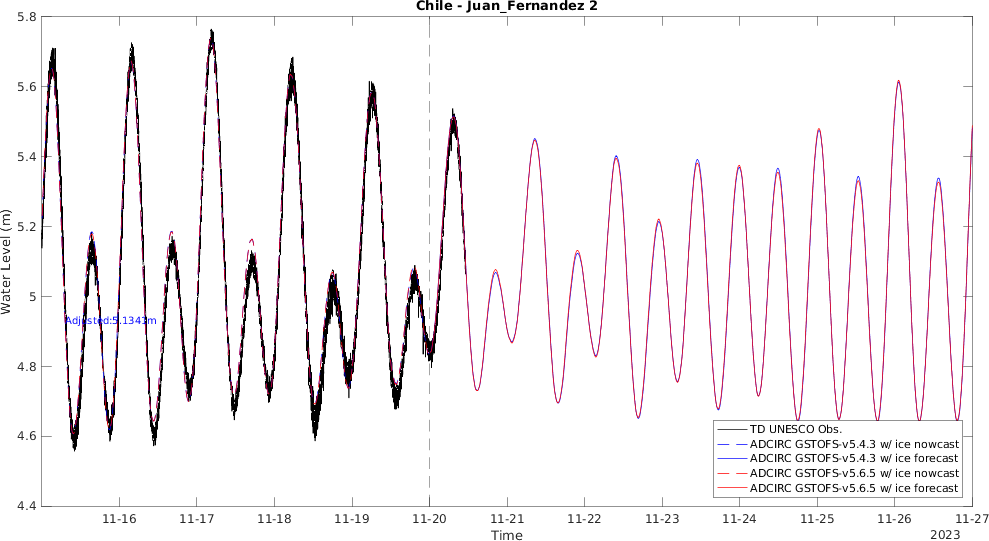 Chile - Juan_Fernandez 2
Water Level (m)
5.8
5.6
5.4
5.2
5
4.8
4.6
4.4
Adjusted:5.1343m
TD UNESCO Obs.
ADCIRC GSTOFS-v5.4.3 w/ ice nowcast
ADCIRC GSTOFS-v5.4.3 w/ ice forecast
ADCIRC GSTOFS-v5.6.5 w/ ice nowcast
ADCIRC GSTOFS-v5.6.5 w/ ice forecast
11-16 11-17 11-18 11-19 11-20 11-21 11-22 11-23 11-24 11-25 11-26 11-27
Time
2023